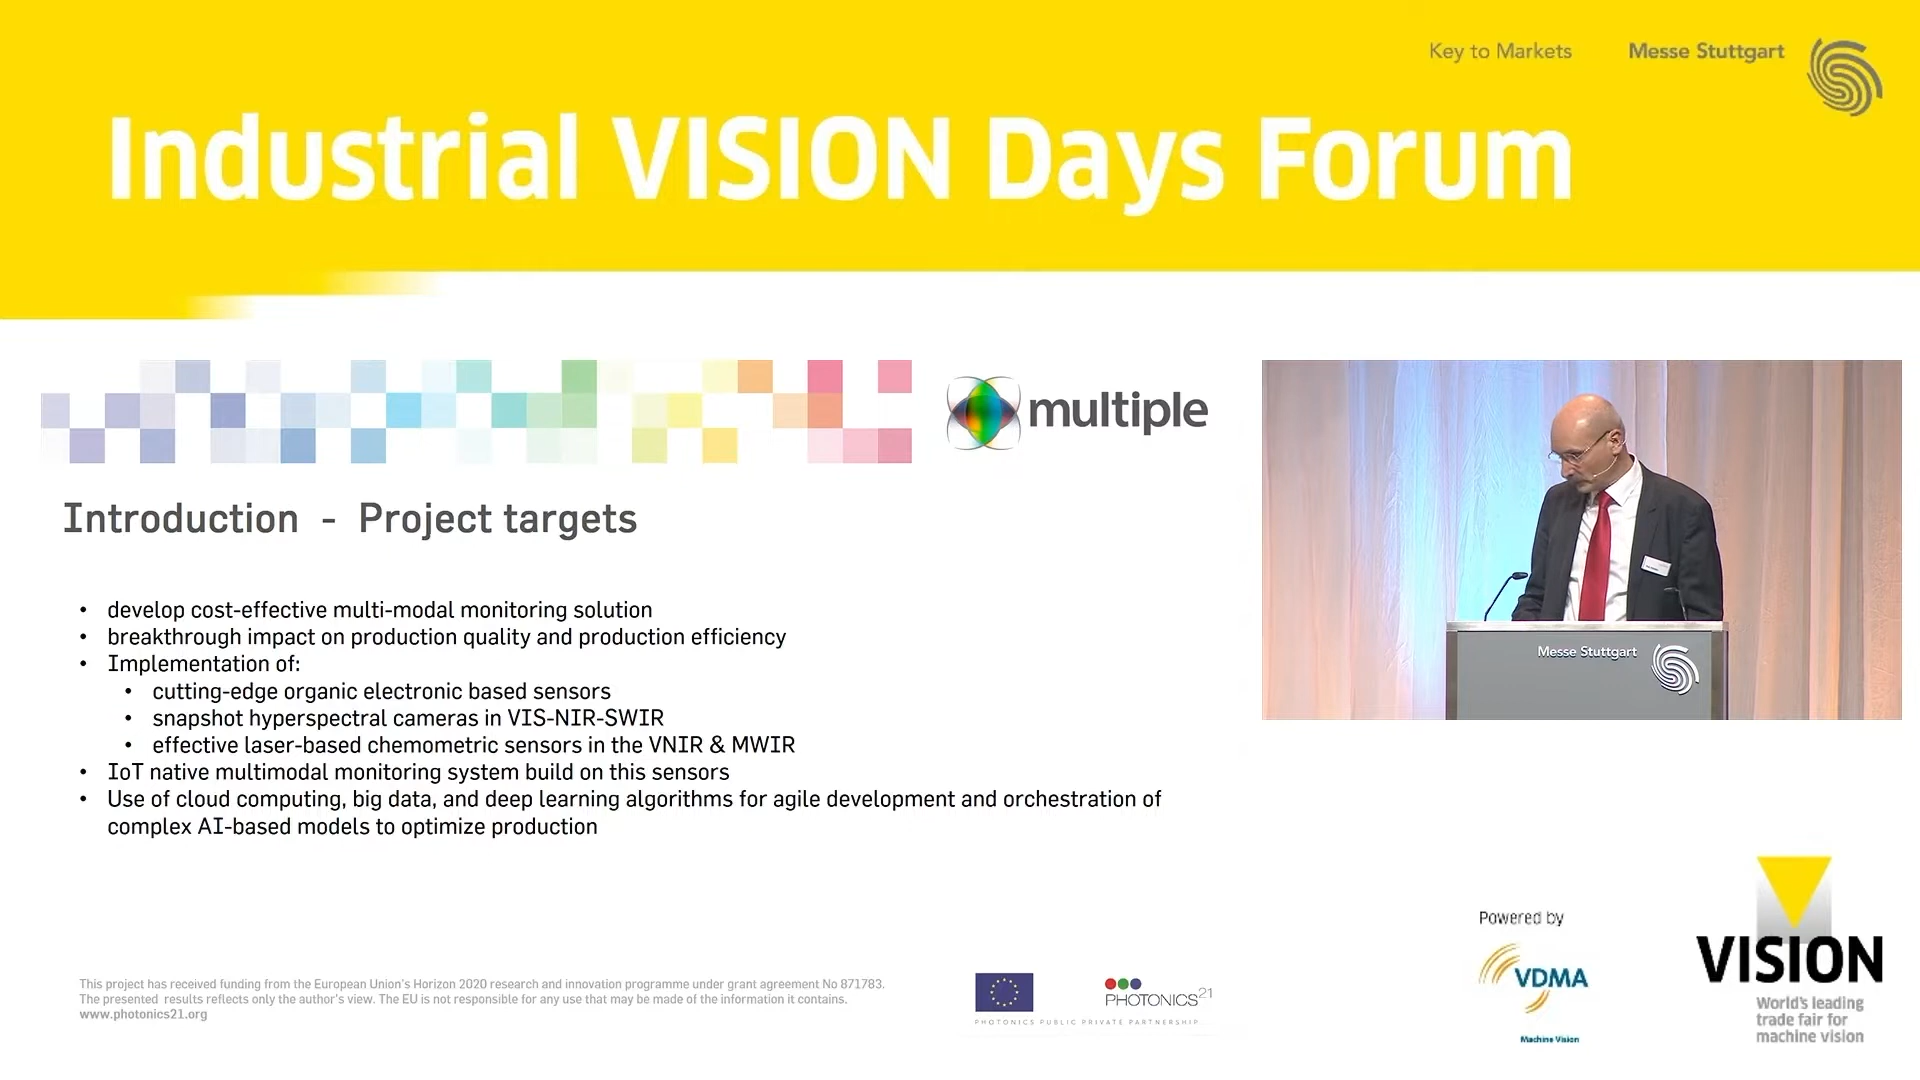 Key to Markets
Messe Stuttgart
Industrial VISION Days Forum
multiple
Introduction - Project targets
• develop cost-effective multi-modal monitoring solution
• breakthrough impact on production quality and production efficiency
• Implementation of:
• cutting-edge organic electronic based sensors
• snapshot hyperspectral cameras in VIS-NIR-SWIR
• effective laser-based chemometric sensors in the VNIR & MWIR
• IoT native multimodal monitoring system build on this sensors
• Use of cloud computing, big data, and deep learning algorithms for agile development and orchestration of
complex AI-based models to optimize production
Messe Stuttgart
This project has received funding from the European Union's Horizon 2020 research and innovation programme under grant agreement No 871783.
The presented results reflects only the author's view. The EU is not responsible for any use that may be made of the information it contains.
www.photonics21.org
PHOTONICS21
PHOTONICS PUBLIC PRIVATE PARTNERSHIP
Powered by
VDMA
Machine Vision
VISION
World's leading
trade fair for
machine vision